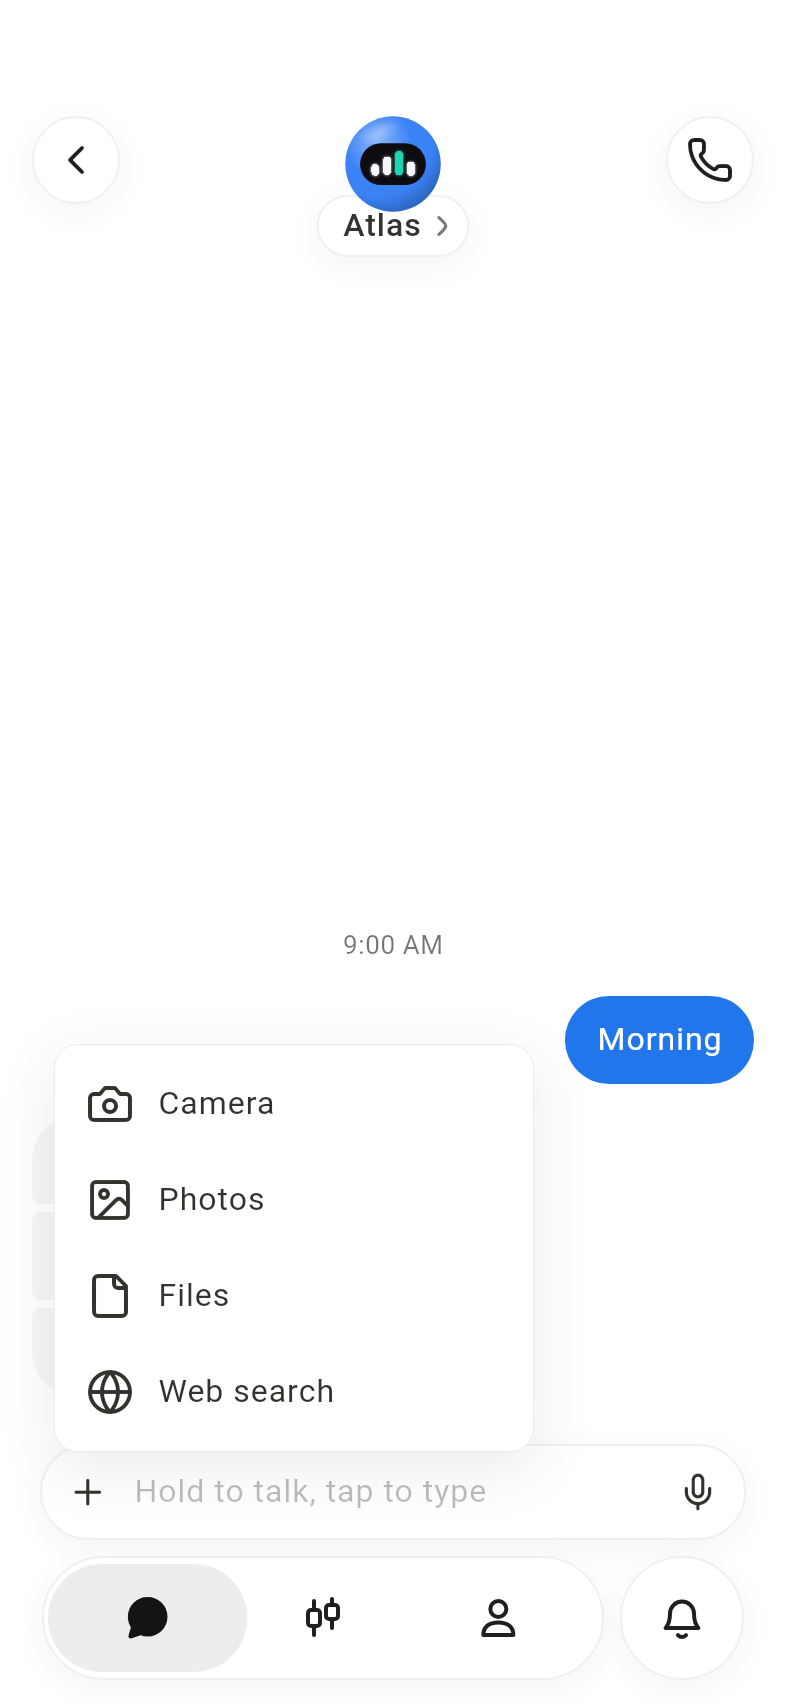 Atlas
9:00 AM
Morning
Camera
Photos
Files
Web search
Hold to talk, tap to type